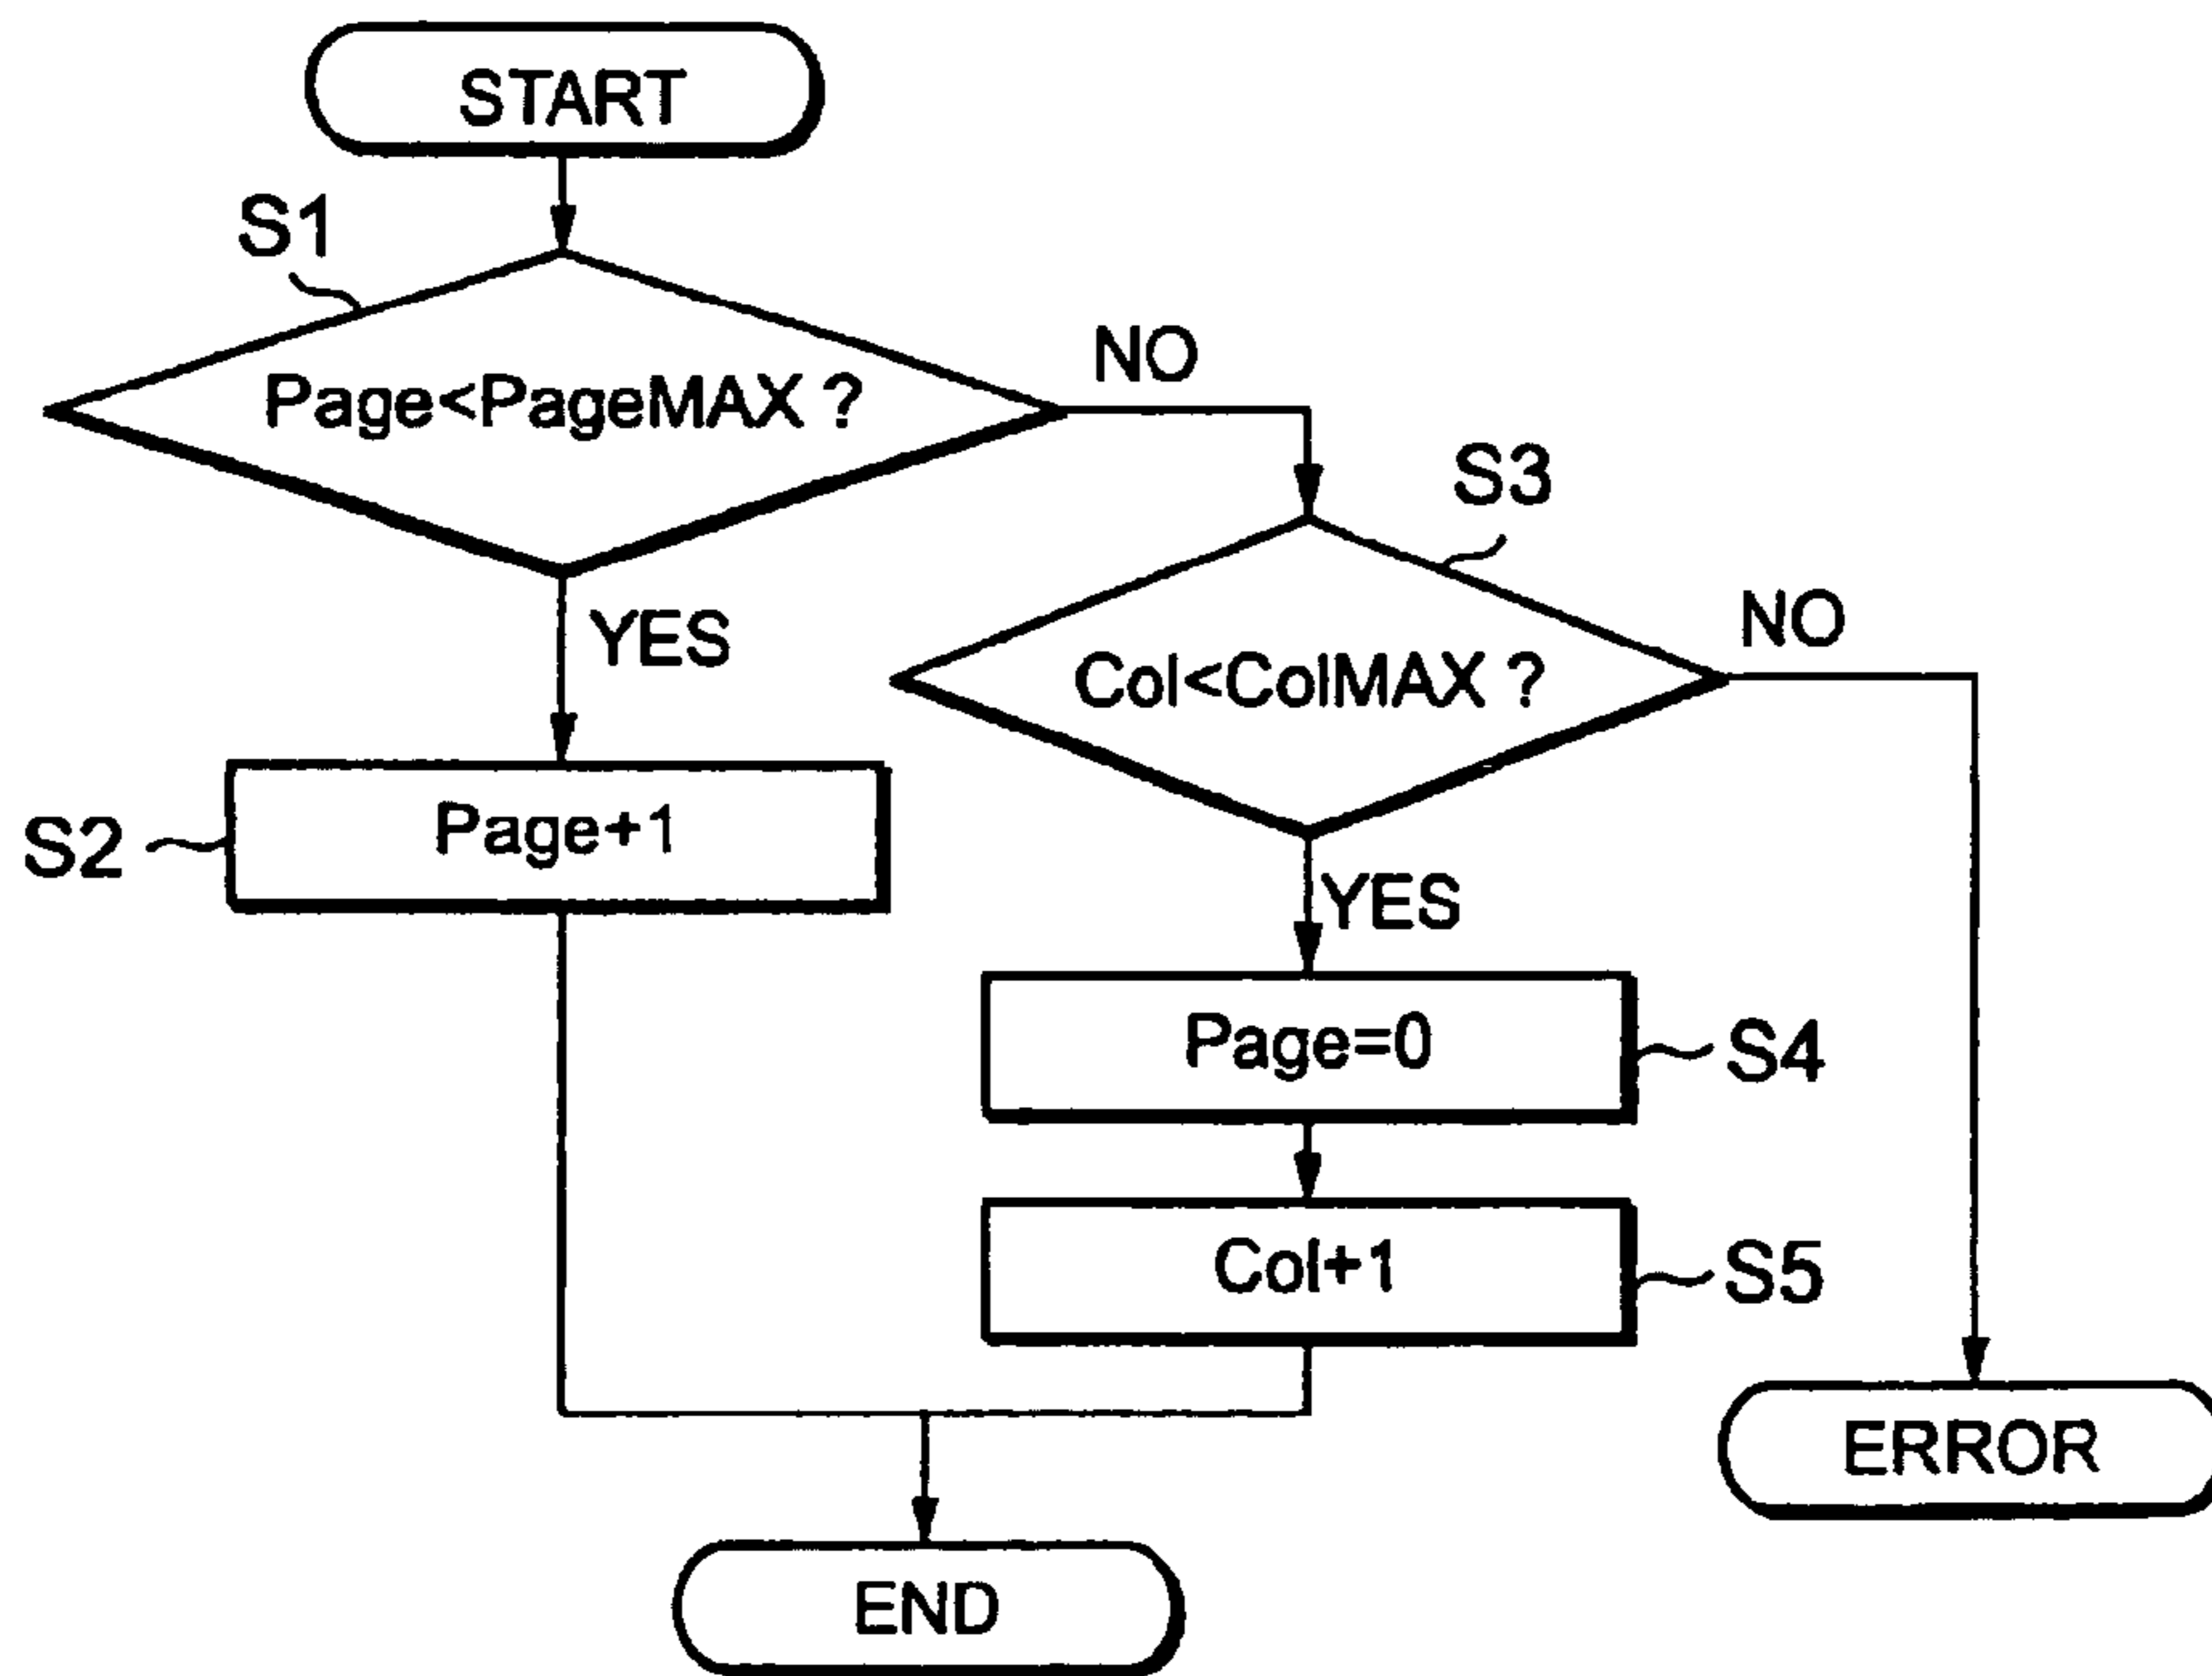 START
S1
Page<PageMAX ?
NO
S3
YES
NO
Col<ColMAX ?
Page+1
S2
YES
Page=0
S4
Col+1
S5
ERROR
END